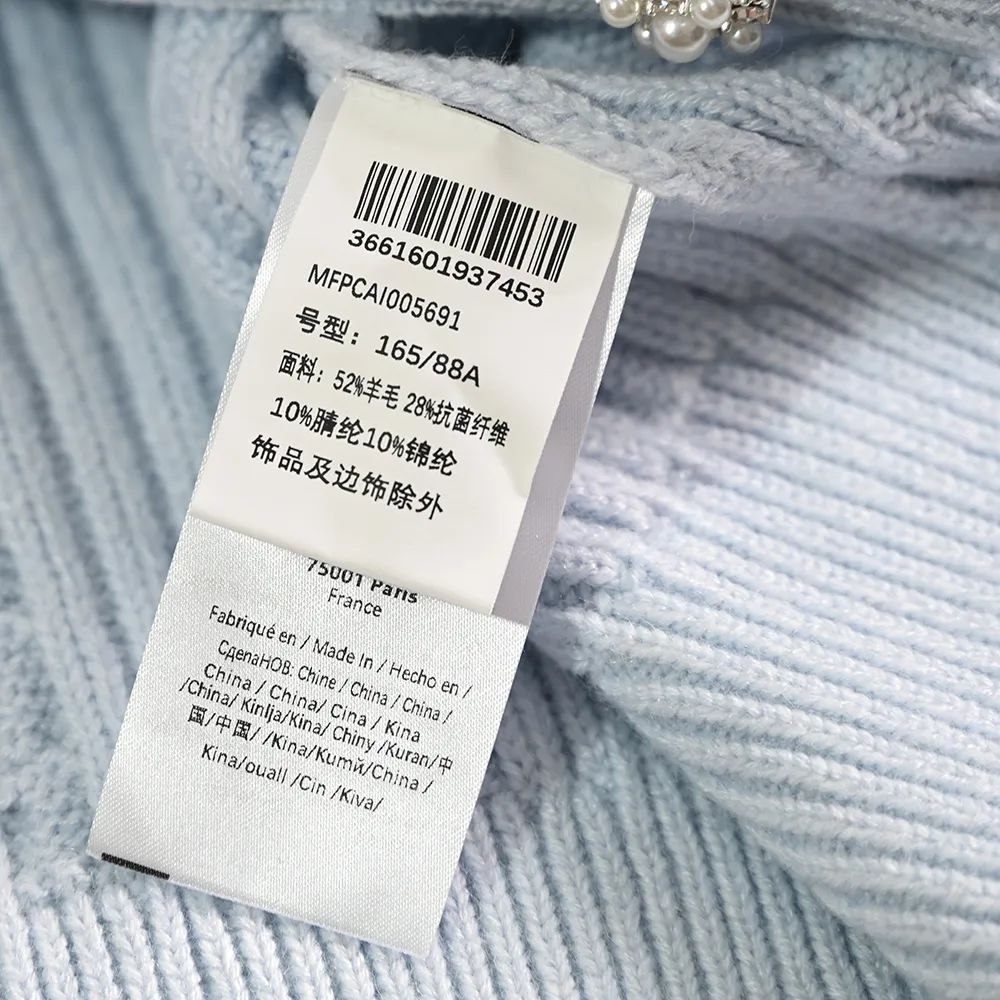 3661601937453
MFPCAI005691
号型：165/88A
面料：52%羊毛 28%抗菌纤维
10%腈纶10%锦纶
饰品及边饰除外
75001 Paris
France
Fabriqué en / Made In / Hecho en /
СделаНОВ: Chine / China / China /
China / China/ Cina / Kina
/China/ Kinlja/Kina/ Chiny /Kuran/中
国/中国/ /Kina/Kumй/China /
Kina/ouall /Cin /Kiva/